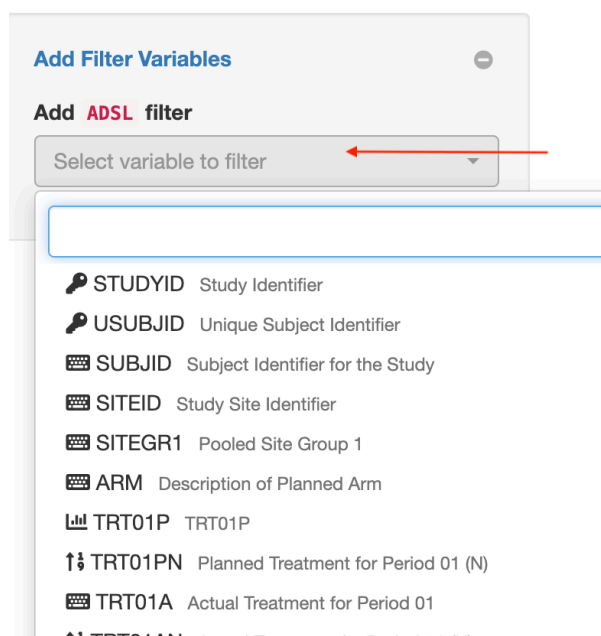 Add Filter Variables
Add ADSL filter
Select variable to filter
STUDYID Study Identifier
USUBJID Unique Subject Identifier
SUBJID Subject Identifier for the Study
SITEID Study Site Identifier
SITEGR1 Pooled Site Group 1
ARM Description of Planned Arm
TRT01P TRT01P
TRT01PN Planned Treatment for Period 01 (N)
TRT01A Actual Treatment for Period 01